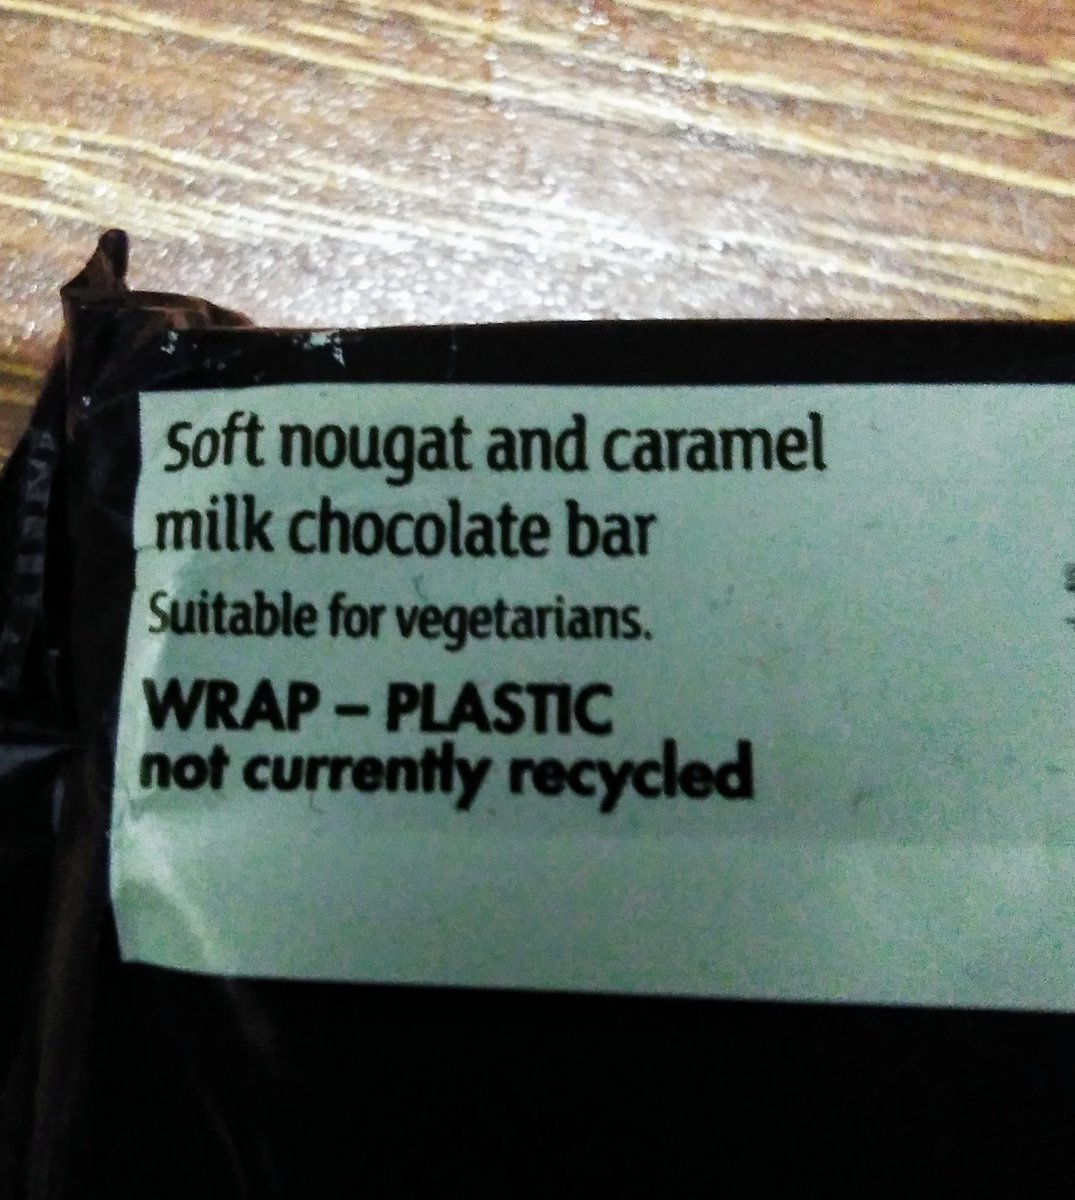 Soft nougat and caramel
milk chocolate bar
Suitable for vegetarians.
WRAP – PLASTIC
not currently recycled